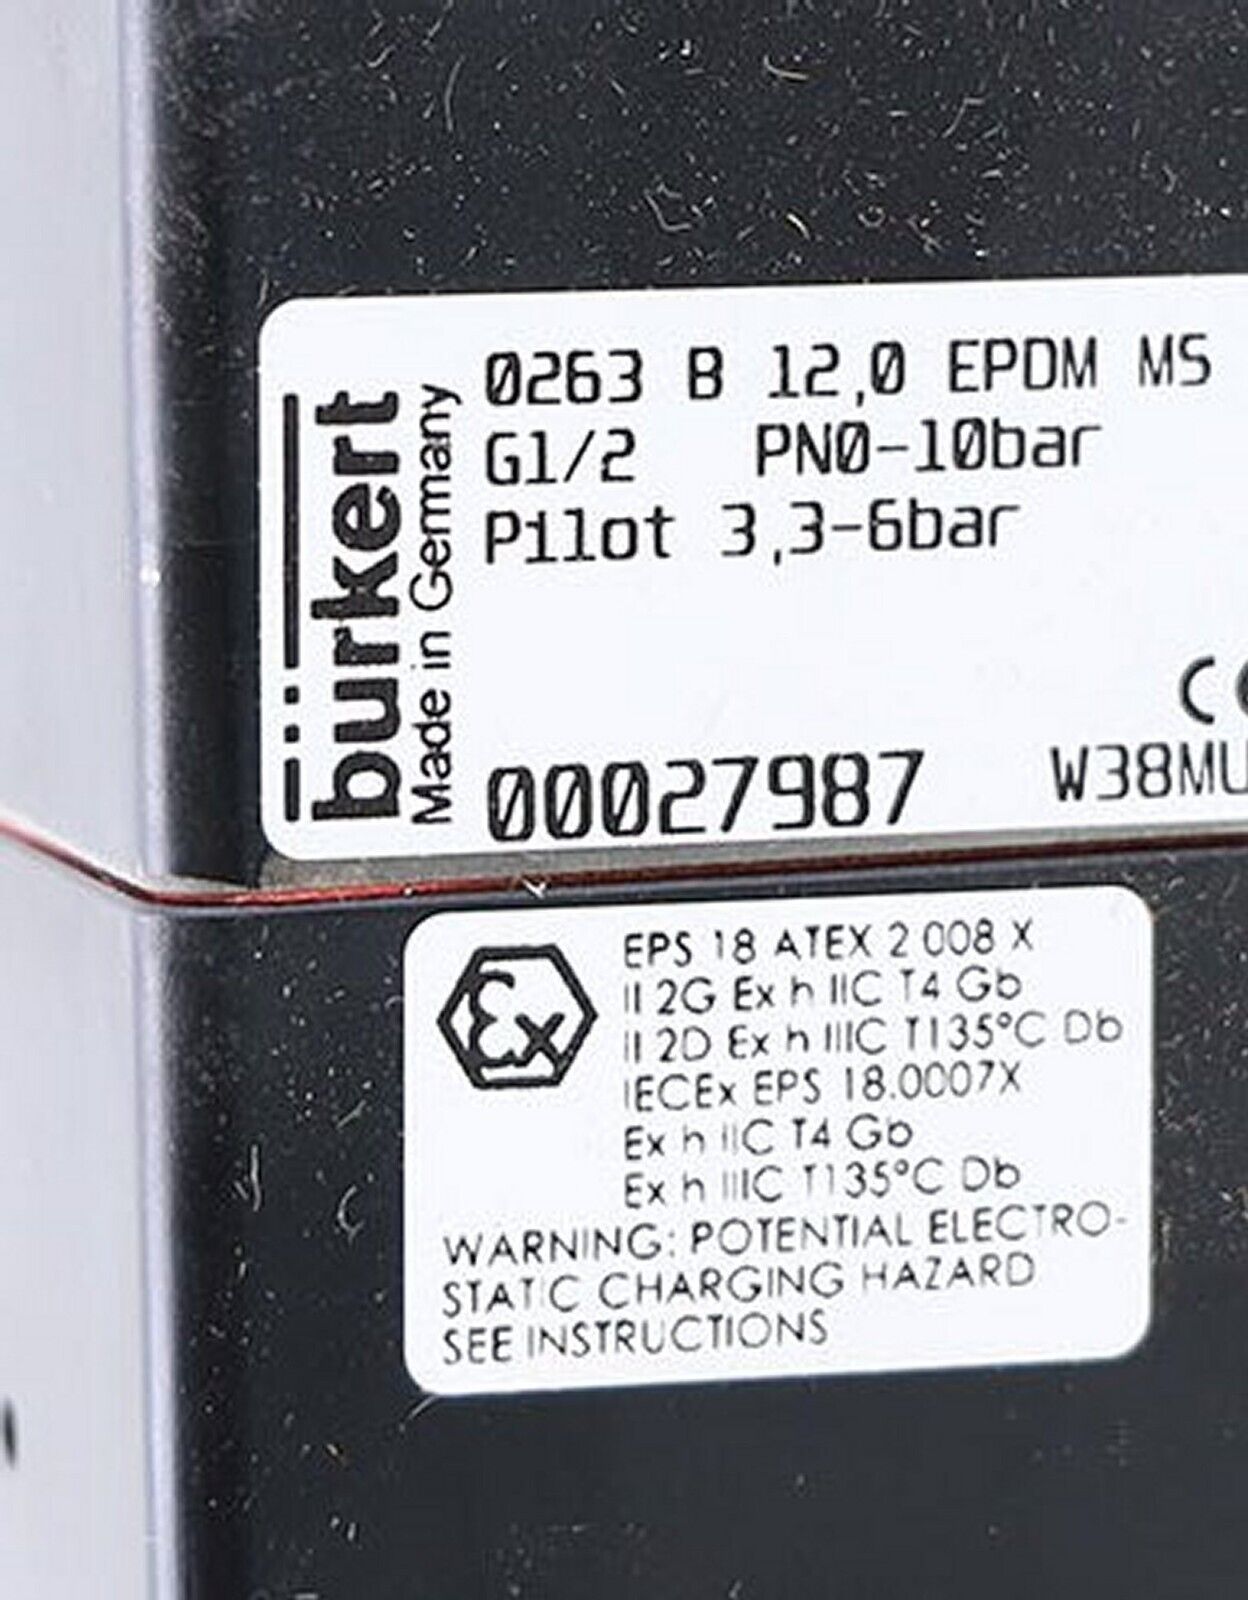 bürkert
Made in Germany
0263 B 12,0 EPDM MS
G1/2 PN0-10bar
Pilot 3,3-6bar
CE
00027987 W38MU
Ex
EPS 18 ATEX 2 008 X
II 2G Ex h IIC T4 Gb
II 2D Ex h IIIC T135°C Db
IECEx EPS 18.0007X
Ex h IIC T4 Gb
Ex h IIIC T135°C Db
WARNING: POTENTIAL ELECTRO-
STATIC CHARGING HAZARD
SEE INSTRUCTIONS